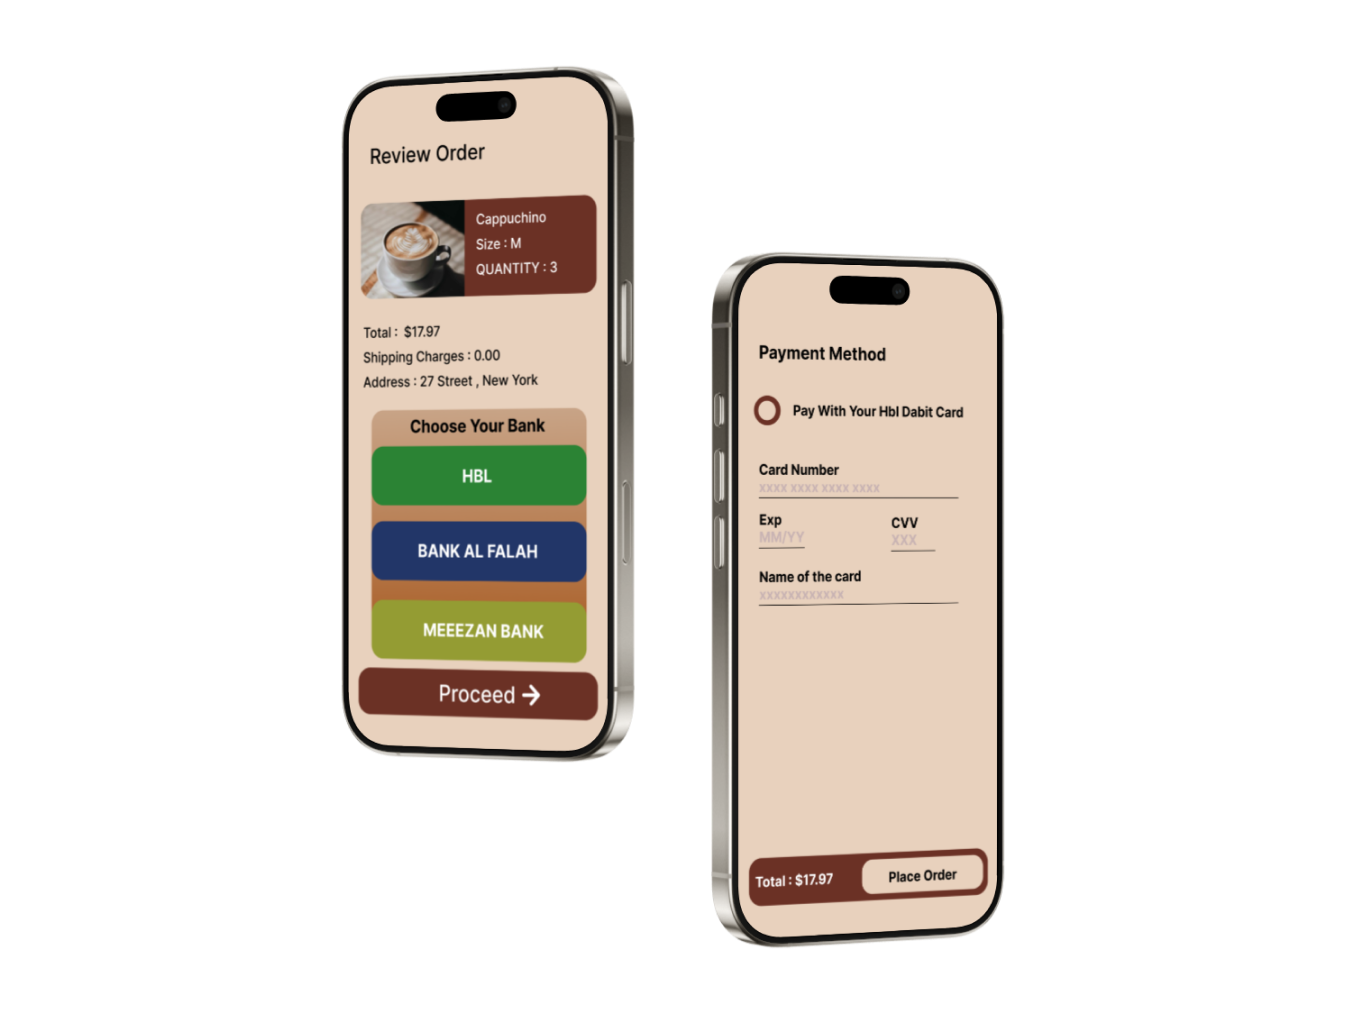 Review Order
Cappuchino
Size : M
QUANTITY : 3
Total :  $17.97
Shipping Charges : 0.00
Address : 27 Street , New York
Choose Your Bank
HBL
BANK AL FALAH
MEEEZAN BANK
Proceed →
Payment Method
Pay With Your Hbl Dabit Card
Card Number
xxxx xxxx xxxx xxxx
Exp
CVV
MM/YY
XXX
Name of the card
xxxxxxxxxxxx
Total : $17.97
Place Order